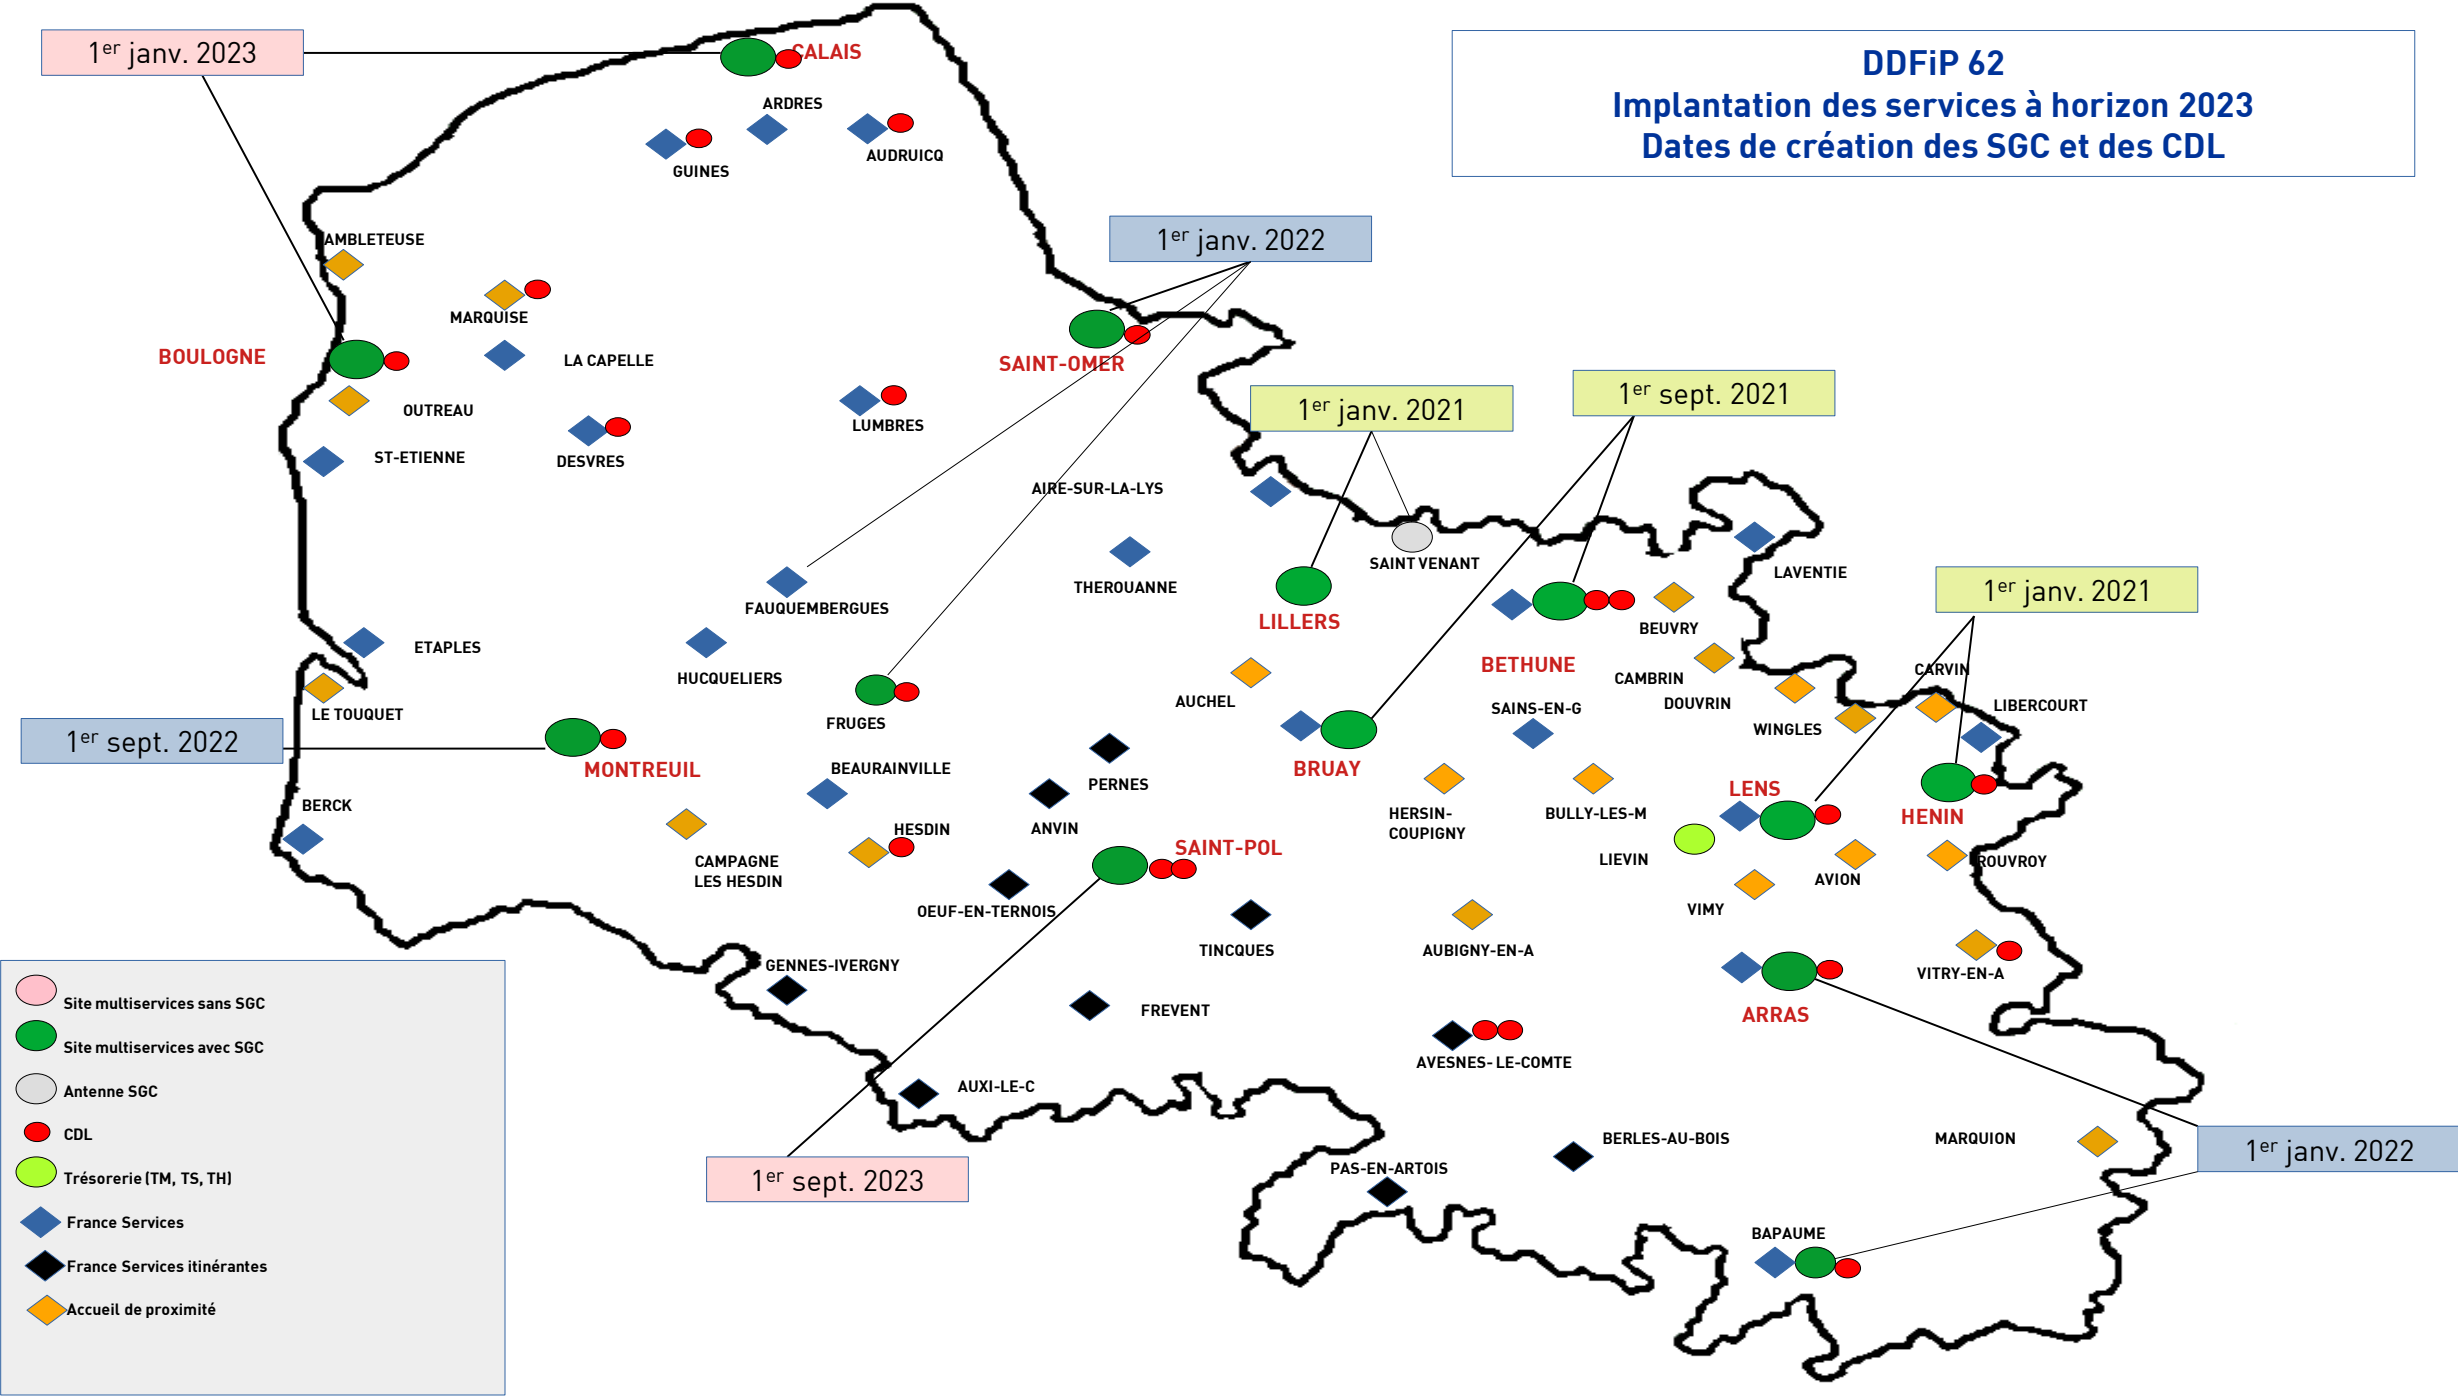 1er janv. 2023
CALAIS
DDFiP 62
Implantation des services à horizon 2023
Dates de création des SGC et des CDL
ARDRES
AUDRUICQ
GUINES
AMBLETEUSE
1er janv. 2022
MARQUISE
BOULOGNE
LA CAPELLE
SAINT-OMER
OUTREAU
LUMBRES
1er janv. 2021
1er sept. 2021
ST-ETIENNE
DESVRES
AIRE-SUR-LA-LYS
SAINT VENANT
LAVENTIE
THEROUANNE
1er janv. 2021
FAUQUEMBERGUES
LILLERS
BEUVRY
ETAPLES
BETHUNE
HUCQUELIERS
CAMBRIN
CARVIN
LE TOUQUET
AUCHEL
SAINS-EN-G
DOUVRIN
LIBERCOURT
FRUGES
WINGLES
1er sept. 2022
MONTREUIL
BEAURAINVILLE
PERNES
BRUAY
LENS
BERCK
HESDIN
ANVIN
HERSIN-
COUPIGNY
BULLY-LES-M
HENIN
CAMPAGNE
LES HESDIN
SAINT-POL
LIEVIN
AVION
ROUVROY
OEUF-EN-TERNOIS
VIMY
TINCQUES
AUBIGNY-EN-A
GENNES-IVERGNY
VITRY-EN-A
FREVENT
ARRAS
AVESNES- LE-COMTE
AUXI-LE-C
BERLES-AU-BOIS
MARQUION
1er janv. 2022
PAS-EN-ARTOIS
1er sept. 2023
BAPAUME
Site multiservices sans SGC
Site multiservices avec SGC
Antenne SGC
CDL
Trésorerie (TM, TS, TH)
France Services
France Services itinérantes
Accueil de proximité